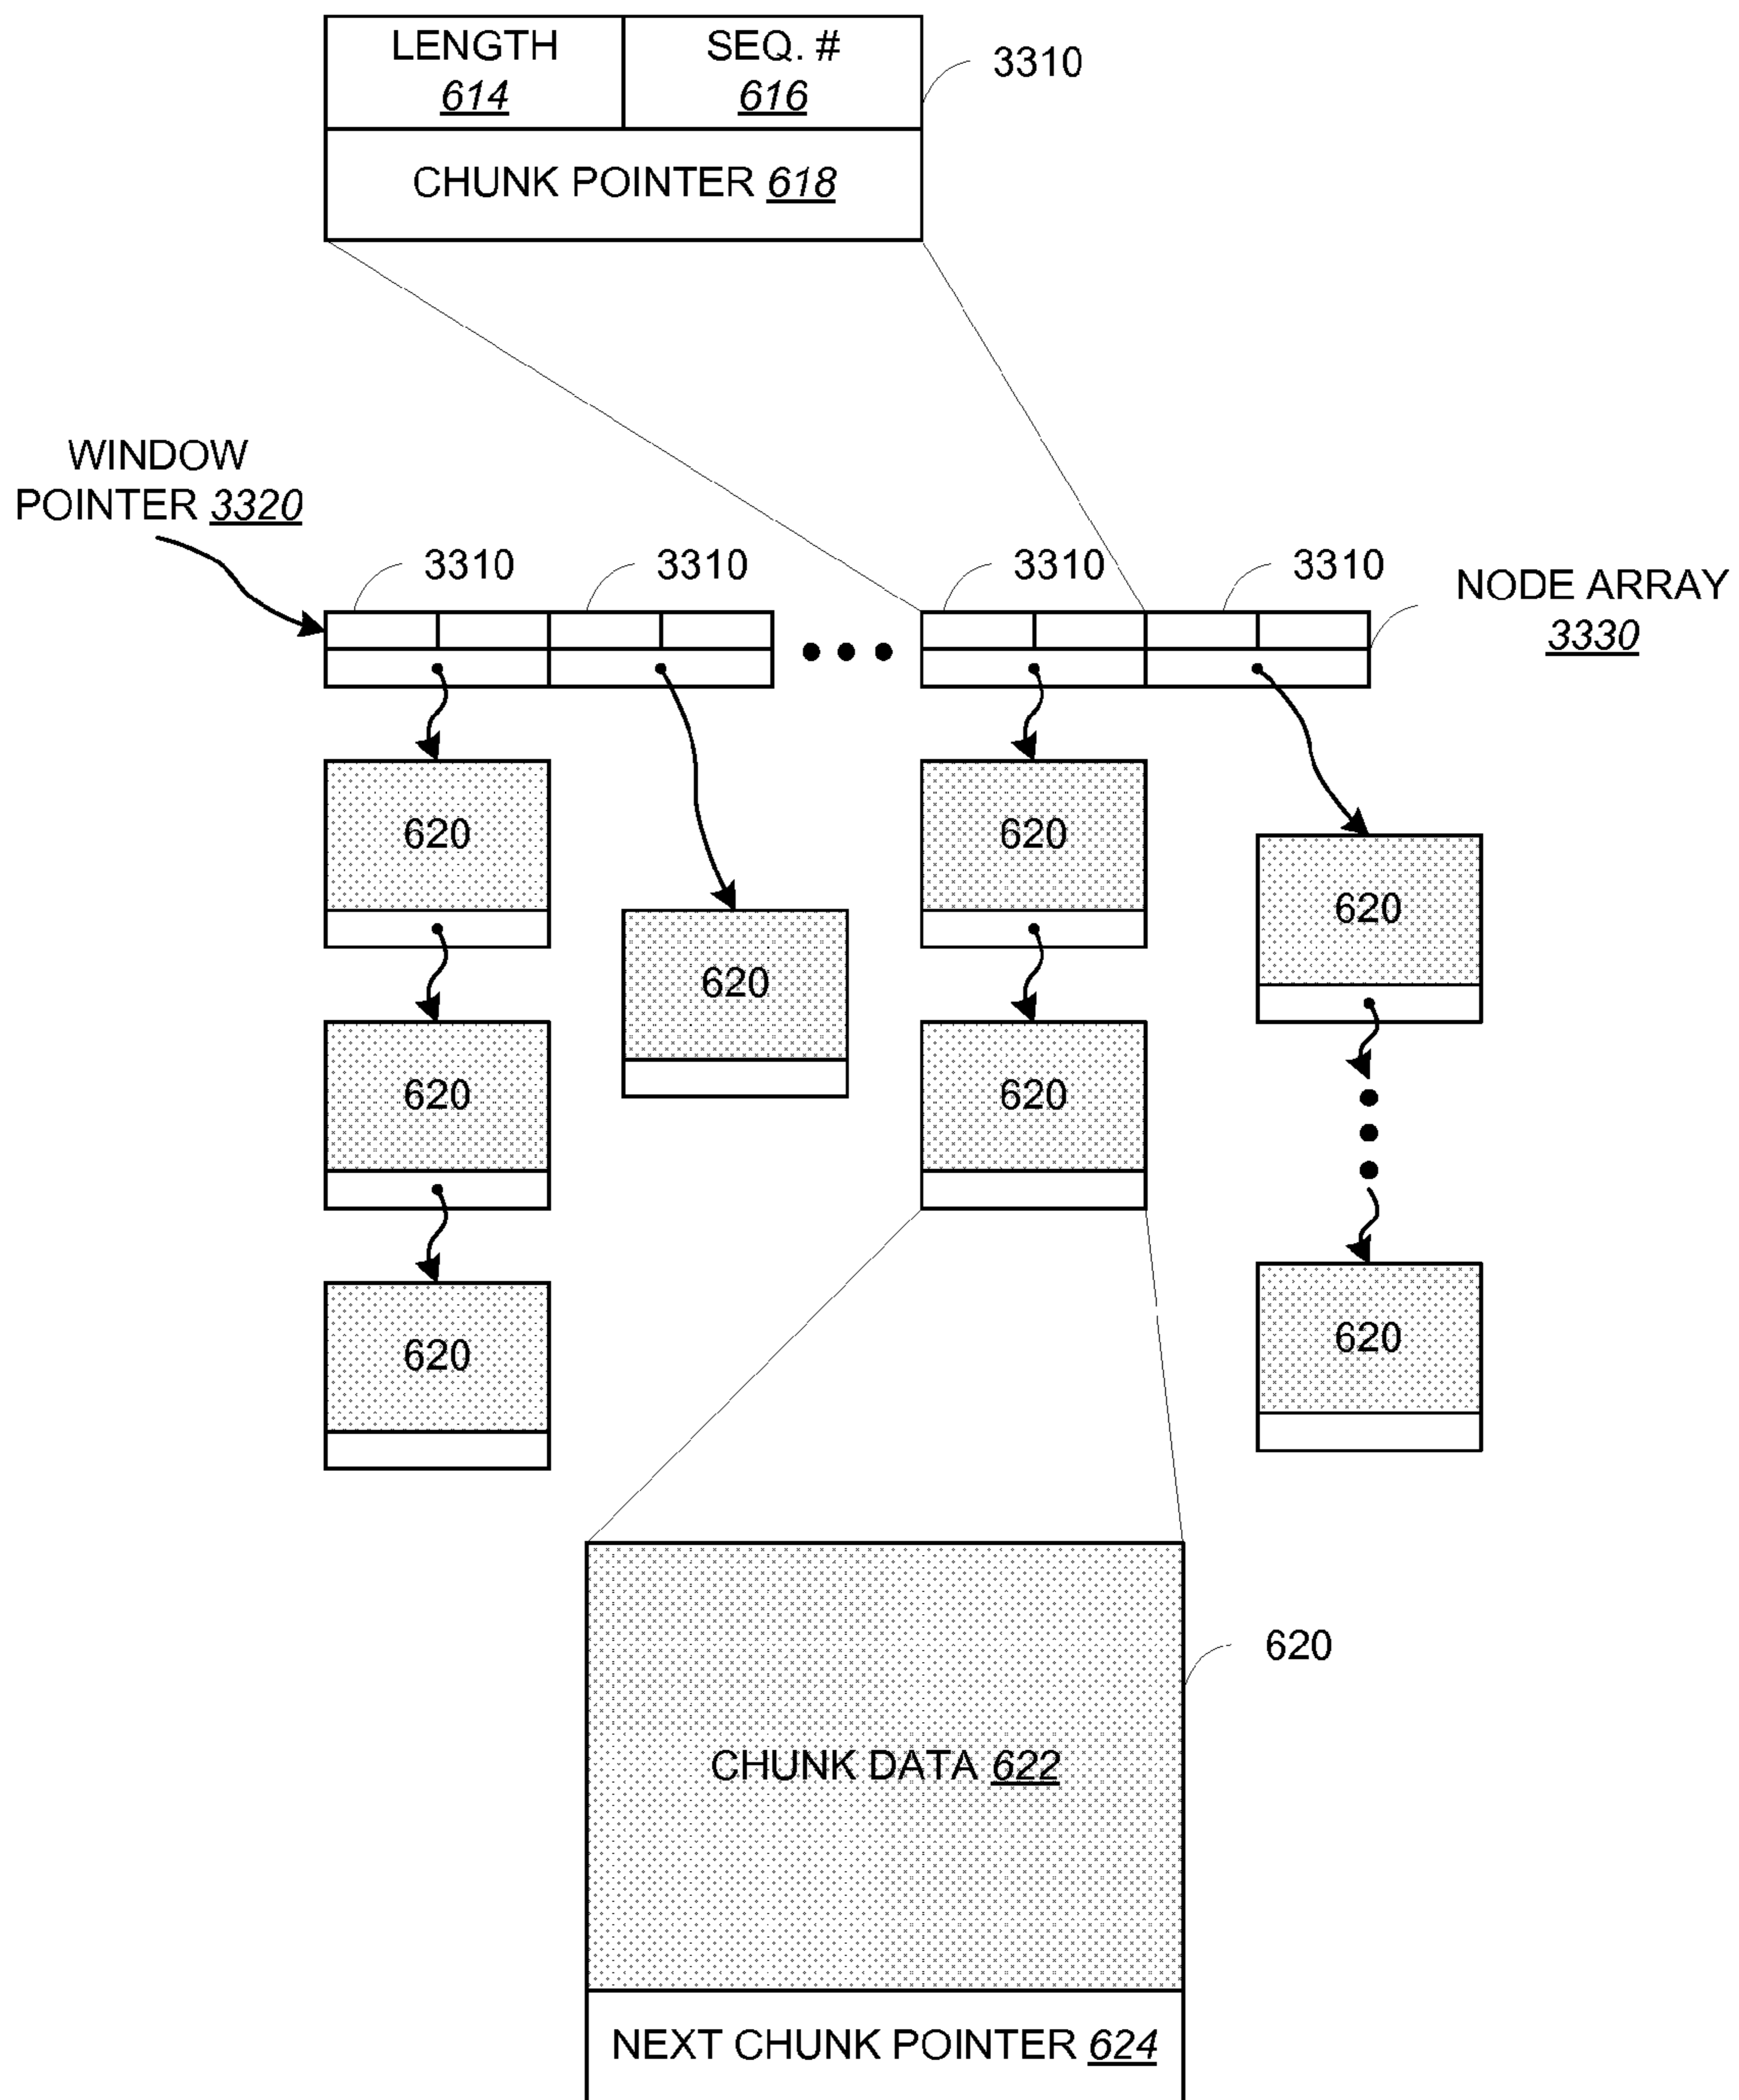 LENGTH
614
SEQ. #
616
3310
CHUNK POINTER 618
WINDOW
POINTER 3320
3310
3310
3310
3310
NODE ARRAY
3330
620
620
620
620
620
620
620
620
620
CHUNK DATA 622
NEXT CHUNK POINTER 624